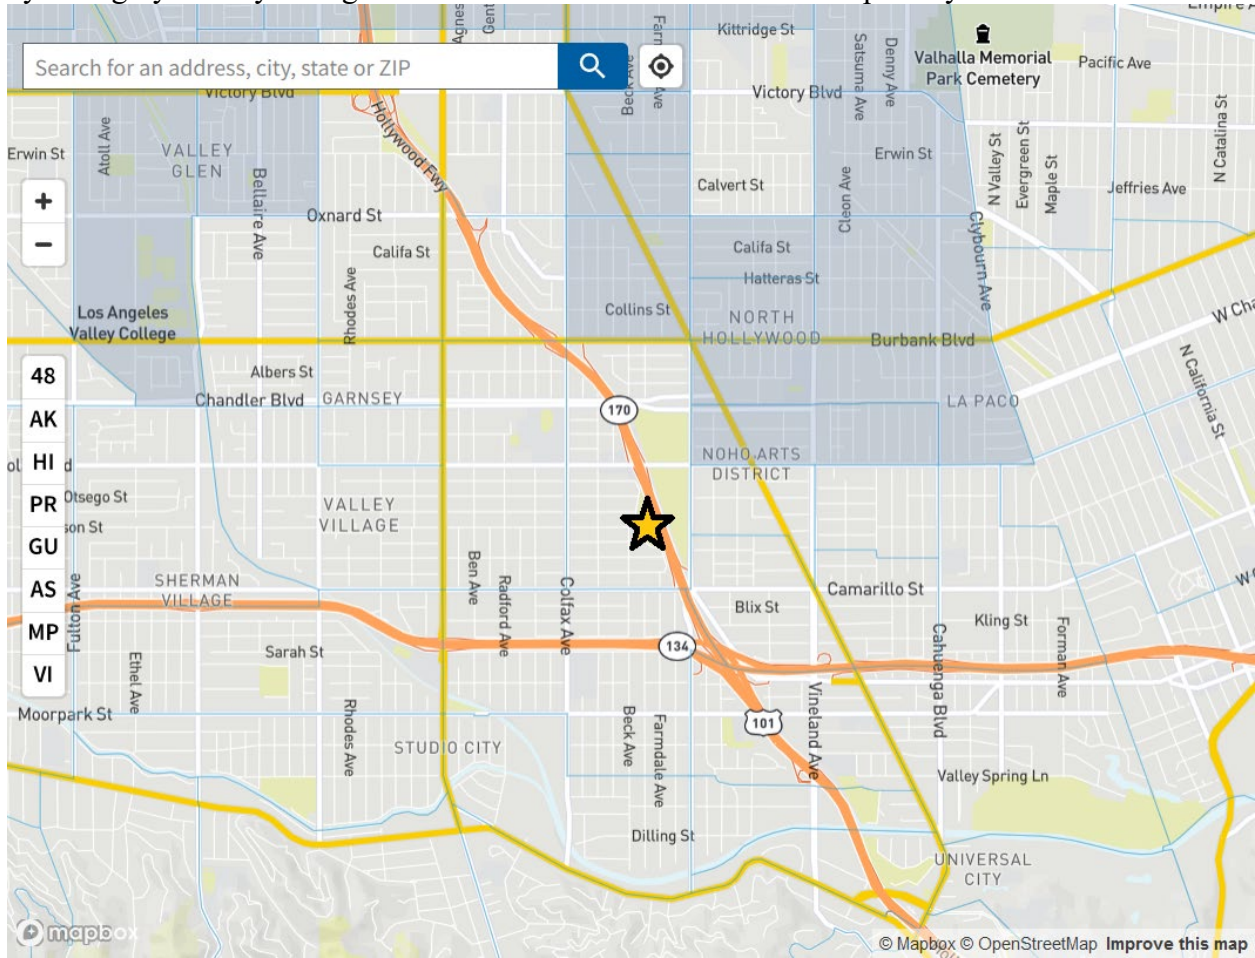 Kittridge St
Valhalla Memorial
Park Cemetery
Pacific Ave
Satsuma Ave
Denny Ave
Search for an address, city, state or ZIP
Victory Blvd
Victory Blvd
Hollywood Fwy
Atoll Ave
Erwin St
VALLEY
GLEN
Bellaire Ave
Erwin St
N Valley St
Evergreen St
Maple St
N Catalina St
Calvert St
Jeffries Ave
Cleon Ave
+
−
Oxnard St
Califa St
Califa St
Hatteras St
Clybourn Ave
Rhodes Ave
Los Angeles
Valley College
Collins St
NORTH
HOLLYWOOD
Burbank Blvd
W Cha
N California St
48
AK
HI
PR
GU
AS
MP
VI
Albers St
Chandler Blvd
GARNSEY
170
LA PACO
NOHO ARTS
DISTRICT
Otsego St
son St
VALLEY
VILLAGE
SHERMAN
VILLAGE
Fulton Ave
Ben Ave
Radford Ave
Colfax Ave
Camarillo St
Blix St
Kling St
Forman Ave
Cahuenga Blvd
Ethel Ave
Sarah St
134
Moorpark St
Rhodes Ave
STUDIO CITY
Beck Ave
Farmdale Ave
101
Vineland Ave
Valley Spring Ln
Dilling St
UNIVERSAL
CITY
mapbox
© Mapbox © OpenStreetMap Improve this map